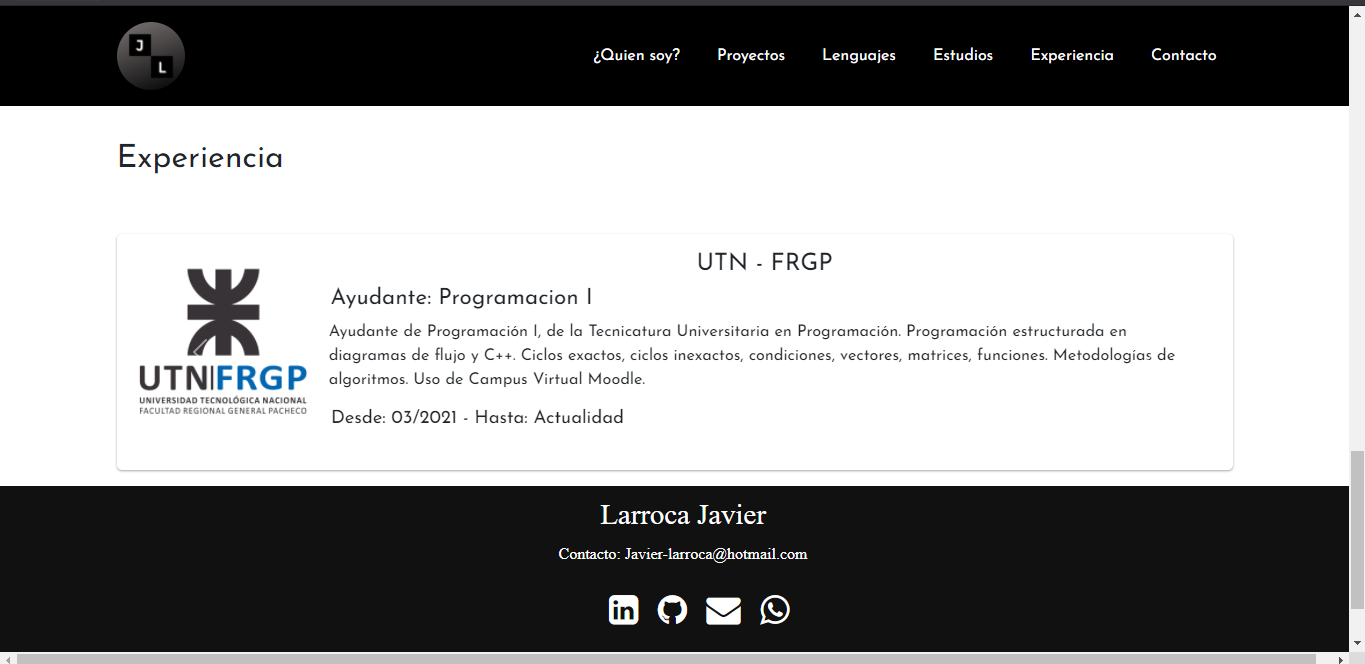 J
L
¿Quien soy? Proyectos Lenguajes Estudios Experiencia Contacto
Experiencia
UTN - FRGP
Ayudante: Programacion I
Ayudante de Programación I, de la Tecnicatura Universitaria en Programación. Programación estructurada en
diagramas de flujo y C++. Ciclos exactos, ciclos inexactos, condiciones, vectores, matrices, funciones. Metodologías de
algoritmos. Uso de Campus Virtual Moodle.
Desde: 03/2021 - Hasta: Actualidad
UTN|FRGP
UNIVERSIDAD TECNOLÓGICA NACIONAL
FACULTAD REGIONAL GENERAL PACHECO
Larroca Javier
Contacto: Javier-larroca@hotmail.com
in